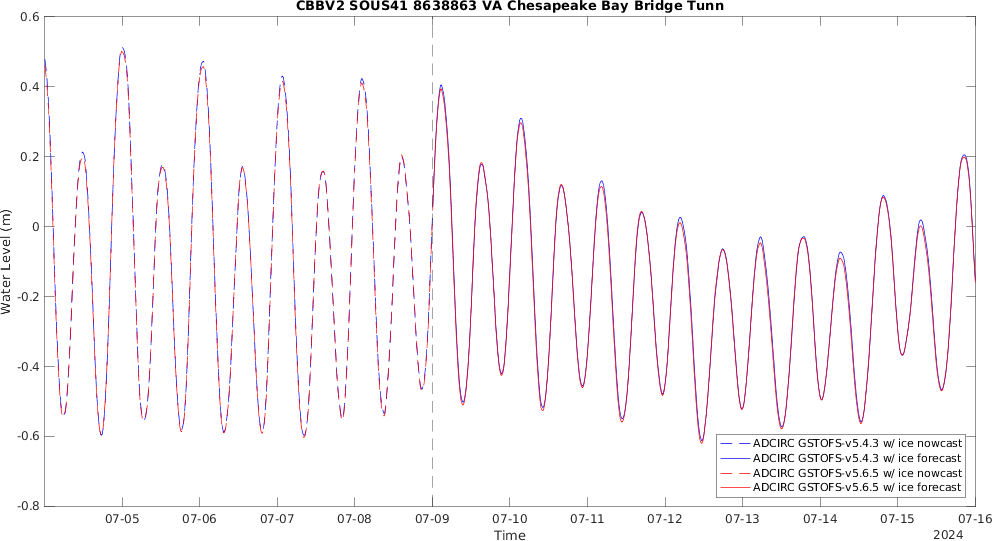 CBBV2 SOUS41 8638863 VA Chesapeake Bay Bridge Tunn
0.6
0.4
0.2
0
-0.2
-0.4
-0.6
-0.8
Water Level (m)
ADCIRC GSTOFS-v5.4.3 w/ ice nowcast
ADCIRC GSTOFS-v5.4.3 w/ ice forecast
ADCIRC GSTOFS-v5.6.5 w/ ice nowcast
ADCIRC GSTOFS-v5.6.5 w/ ice forecast
07-05 07-06 07-07 07-08 07-09 07-10 07-11 07-12 07-13 07-14 07-15 07-16
Time
2024